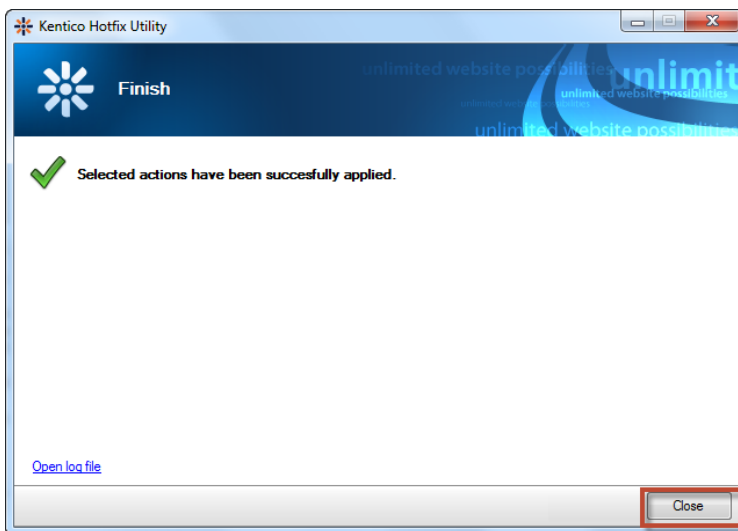 Kentico Hotfix Utility
unlimited website possibilities
unlimit
unlimited website possibilities
Finish
unlimited website possibilities
Selected actions have been succesfully applied.
Open log file
Close